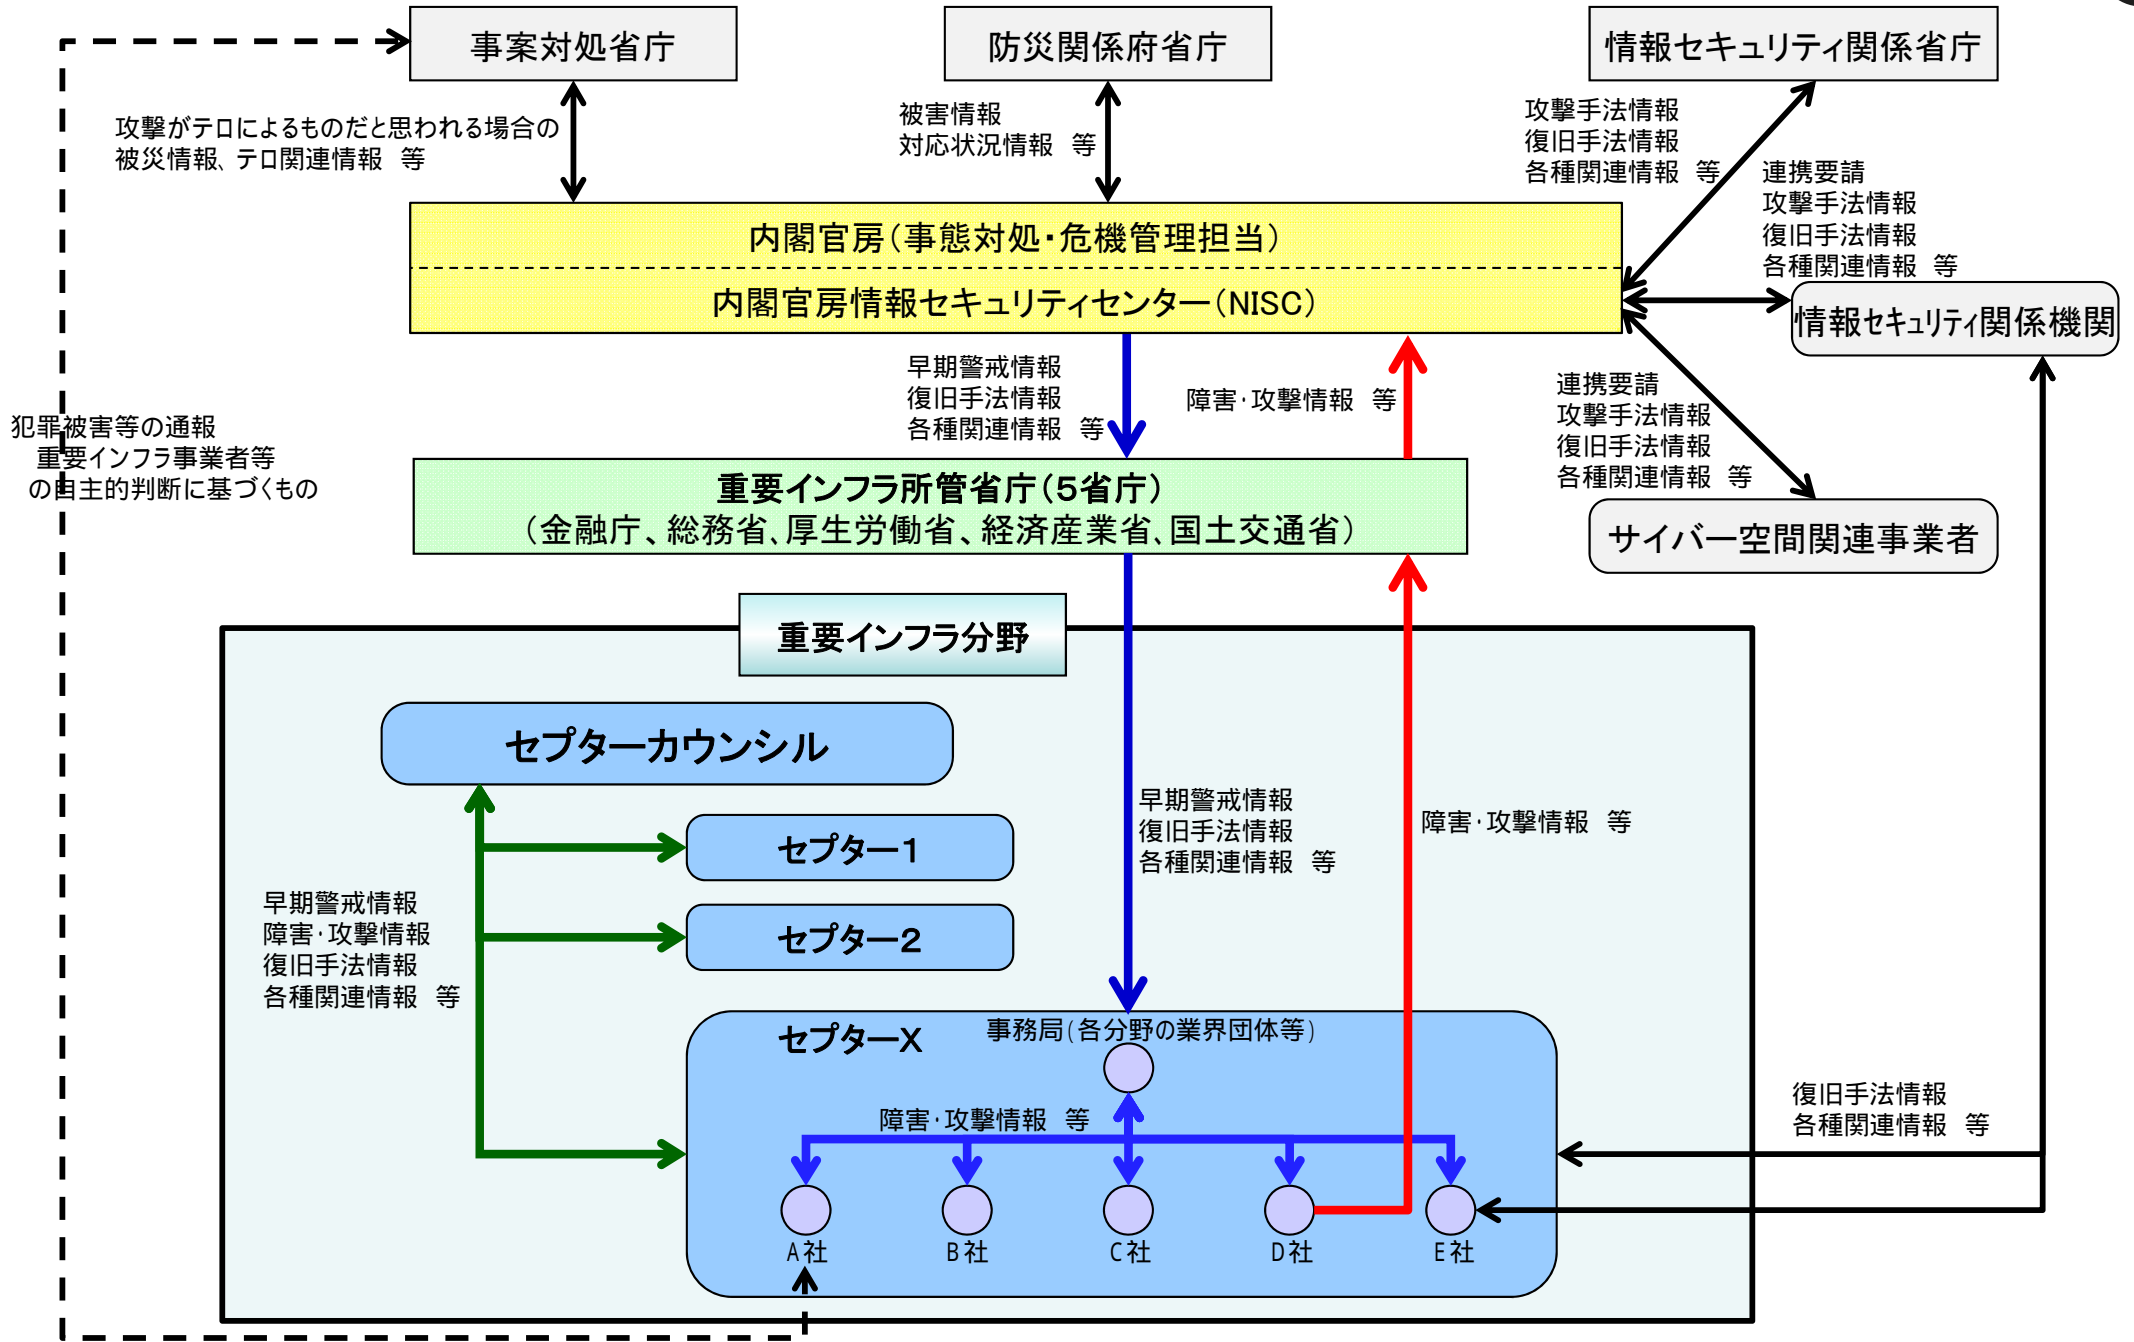 事案対処省庁
防災関係府省庁
情報セキュリティ関係省庁
攻撃がテロによるものだと思われる場合の
被災情報、テロ関連情報　等
被害情報
対応状況情報　等
攻撃手法情報
復旧手法情報
各種関連情報　等
連携要請
攻撃手法情報
復旧手法情報
各種関連情報　等
内閣官房（事態対処・危機管理担当）
内閣官房情報セキュリティセンター（NISC）
情報セキュリティ関係機関
早期警戒情報
復旧手法情報
各種関連情報　等
障害・攻撃情報　等
連携要請
攻撃手法情報
復旧手法情報
各種関連情報　等
犯罪被害等の通報
重要インフラ事業者等
の自主的判断に基づくもの
重要インフラ所管省庁（５省庁）
（金融庁、総務省、厚生労働省、経済産業省、国土交通省）
サイバー空間関連事業者
重要インフラ分野
セプターカウンシル
セプター１
セプター２
早期警戒情報
障害・攻撃情報
復旧手法情報
各種関連情報　等
早期警戒情報
復旧手法情報
各種関連情報　等
障害・攻撃情報　等
セプターX
事務局（各分野の業界団体等）
障害・攻撃情報　等
A社
B社
C社
D社
E社
復旧手法情報
各種関連情報　等